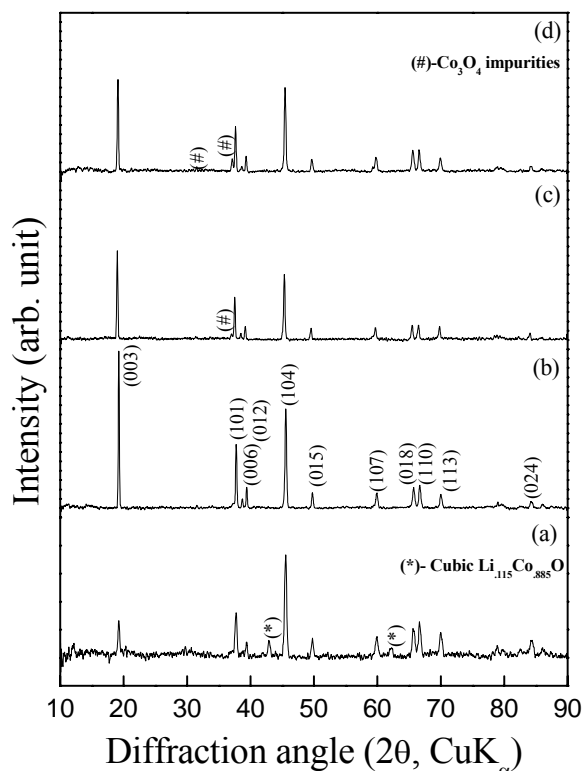 (d)
(#)-Co₃O₄ impurities
(#)
(#)
(c)
(#)
(b)
(003)
(101)
(006)
(012)
(104)
(015)
(107)
(018)
(110)
(113)
(024)
(a)
(*)- Cubic Li.₁₁₅Co.₈₈₅O
(*)
(*)
Intensity (arb. unit)
10 20 30 40 50 60 70 80 90
Diffraction angle (2θ, CuKα)